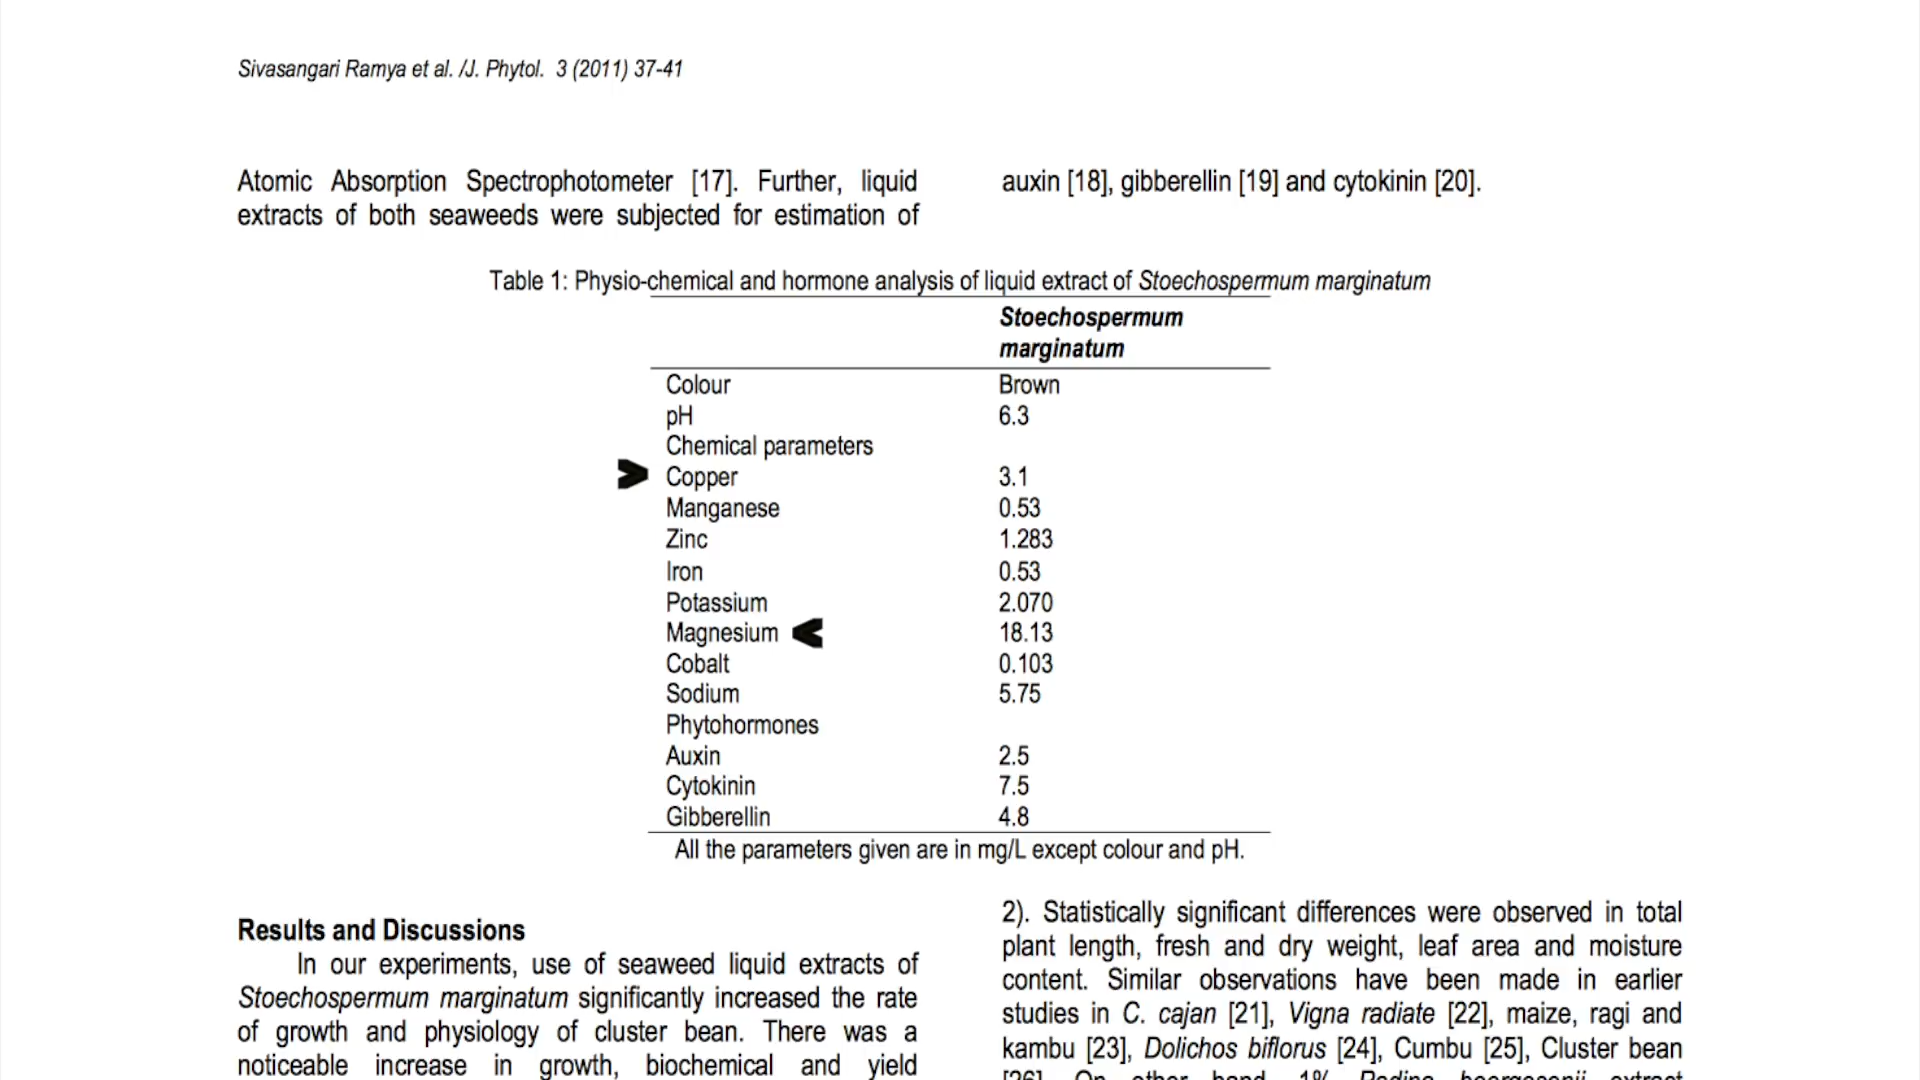 Sivasangari Ramya et al. /J. Phytol. 3 (2011) 37-41
Atomic Absorption Spectrophotometer [17]. Further, liquid
extracts of both seaweeds were subjected for estimation of
auxin [18], gibberellin [19] and cytokinin [20].
Table 1: Physio-chemical and hormone analysis of liquid extract of Stoechospermum marginatum
Stoechospermum
marginatum
Colour Brown
pH 6.3
Chemical parameters
Copper 3.1
Manganese 0.53
Zinc 1.283
Iron 0.53
Potassium 2.070
Magnesium 18.13
Cobalt 0.103
Sodium 5.75
Phytohormones
Auxin 2.5
Cytokinin 7.5
Gibberellin 4.8
All the parameters given are in mg/L except colour and pH.
Results and Discussions
In our experiments, use of seaweed liquid extracts of
Stoechospermum marginatum significantly increased the rate
of growth and physiology of cluster bean. There was a
noticeable increase in growth, biochemical and yield
2). Statistically significant differences were observed in total
plant length, fresh and dry weight, leaf area and moisture
content. Similar observations have been made in earlier
studies in C. cajan [21], Vigna radiate [22], maize, ragi and
kambu [23], Dolichos biflorus [24], Cumbu [25], Cluster bean
[26]. On other hand, 1% Padina boergesenii extract